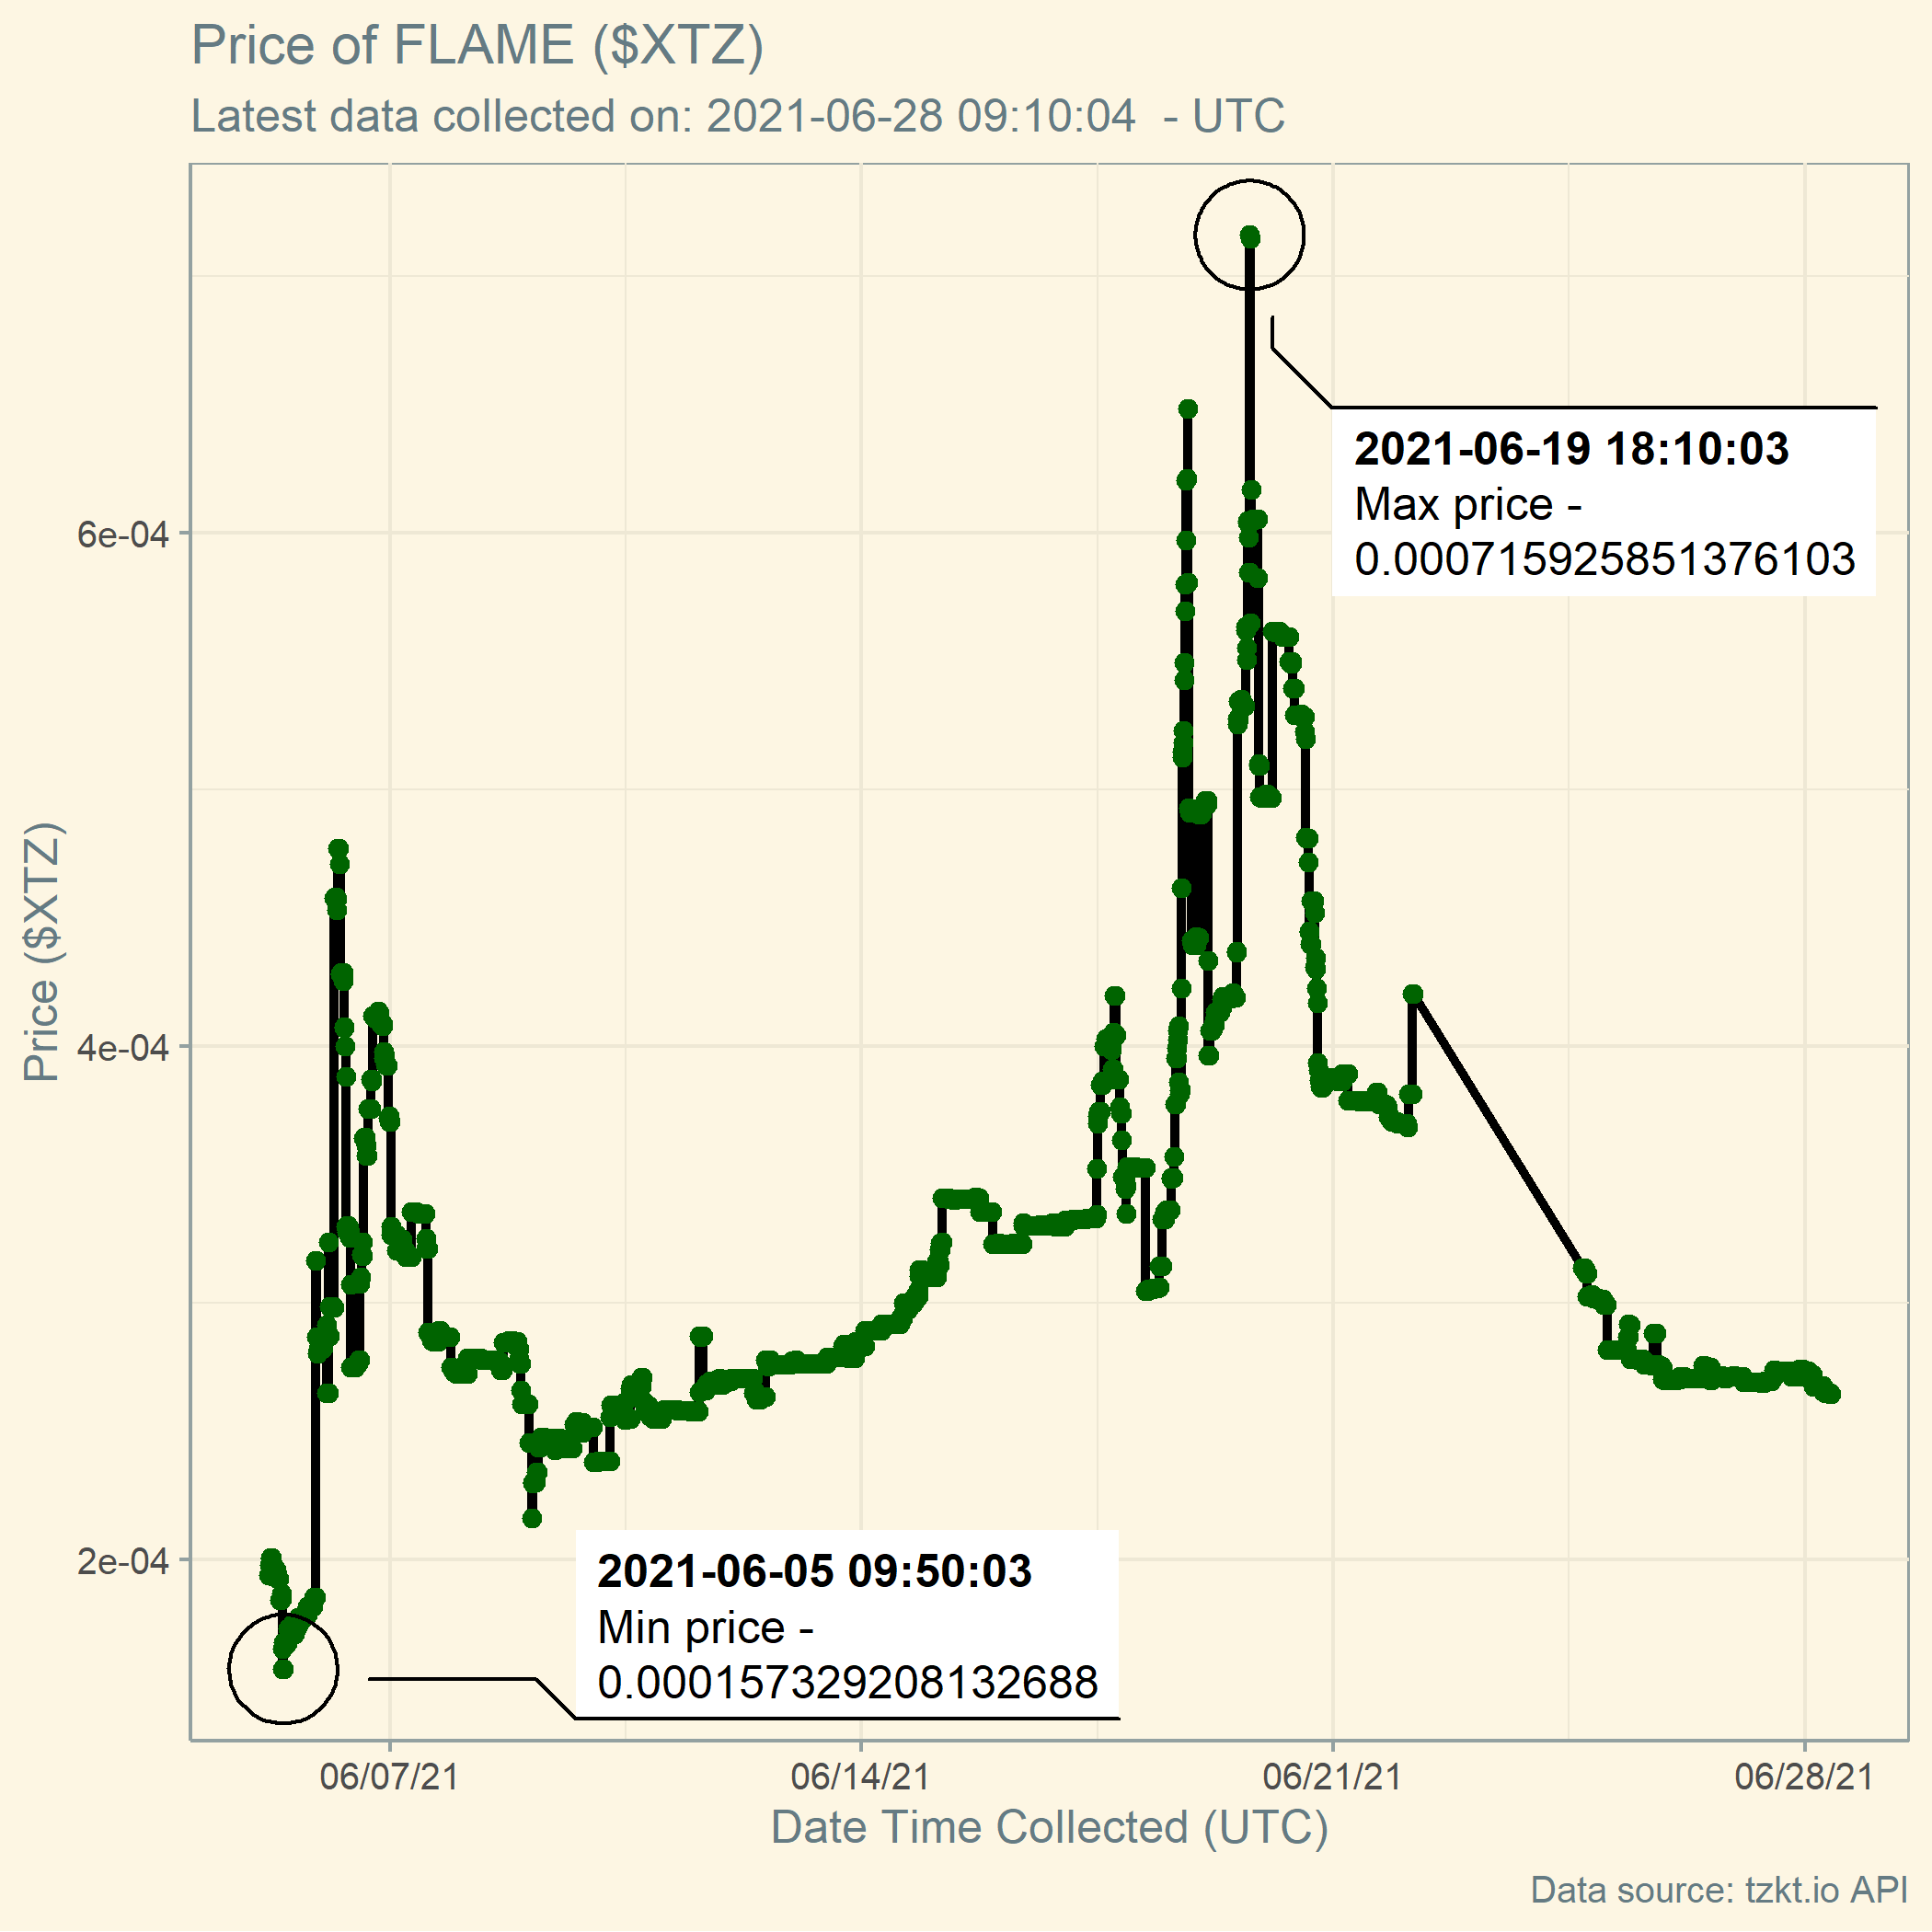 Price of FLAME ($XTZ)
Latest data collected on: 2021-06-28 09:10:04  - UTC
2021-06-19 18:10:03
Max price -
0.000715925851376103
6e-04
Price ($XTZ)
4e-04
2e-04
2021-06-05 09:50:03
Min price -
0.000157329208132688
06/07/21
06/14/21
06/21/21
06/28/21
Date Time Collected (UTC)
Data source: tzkt.io API